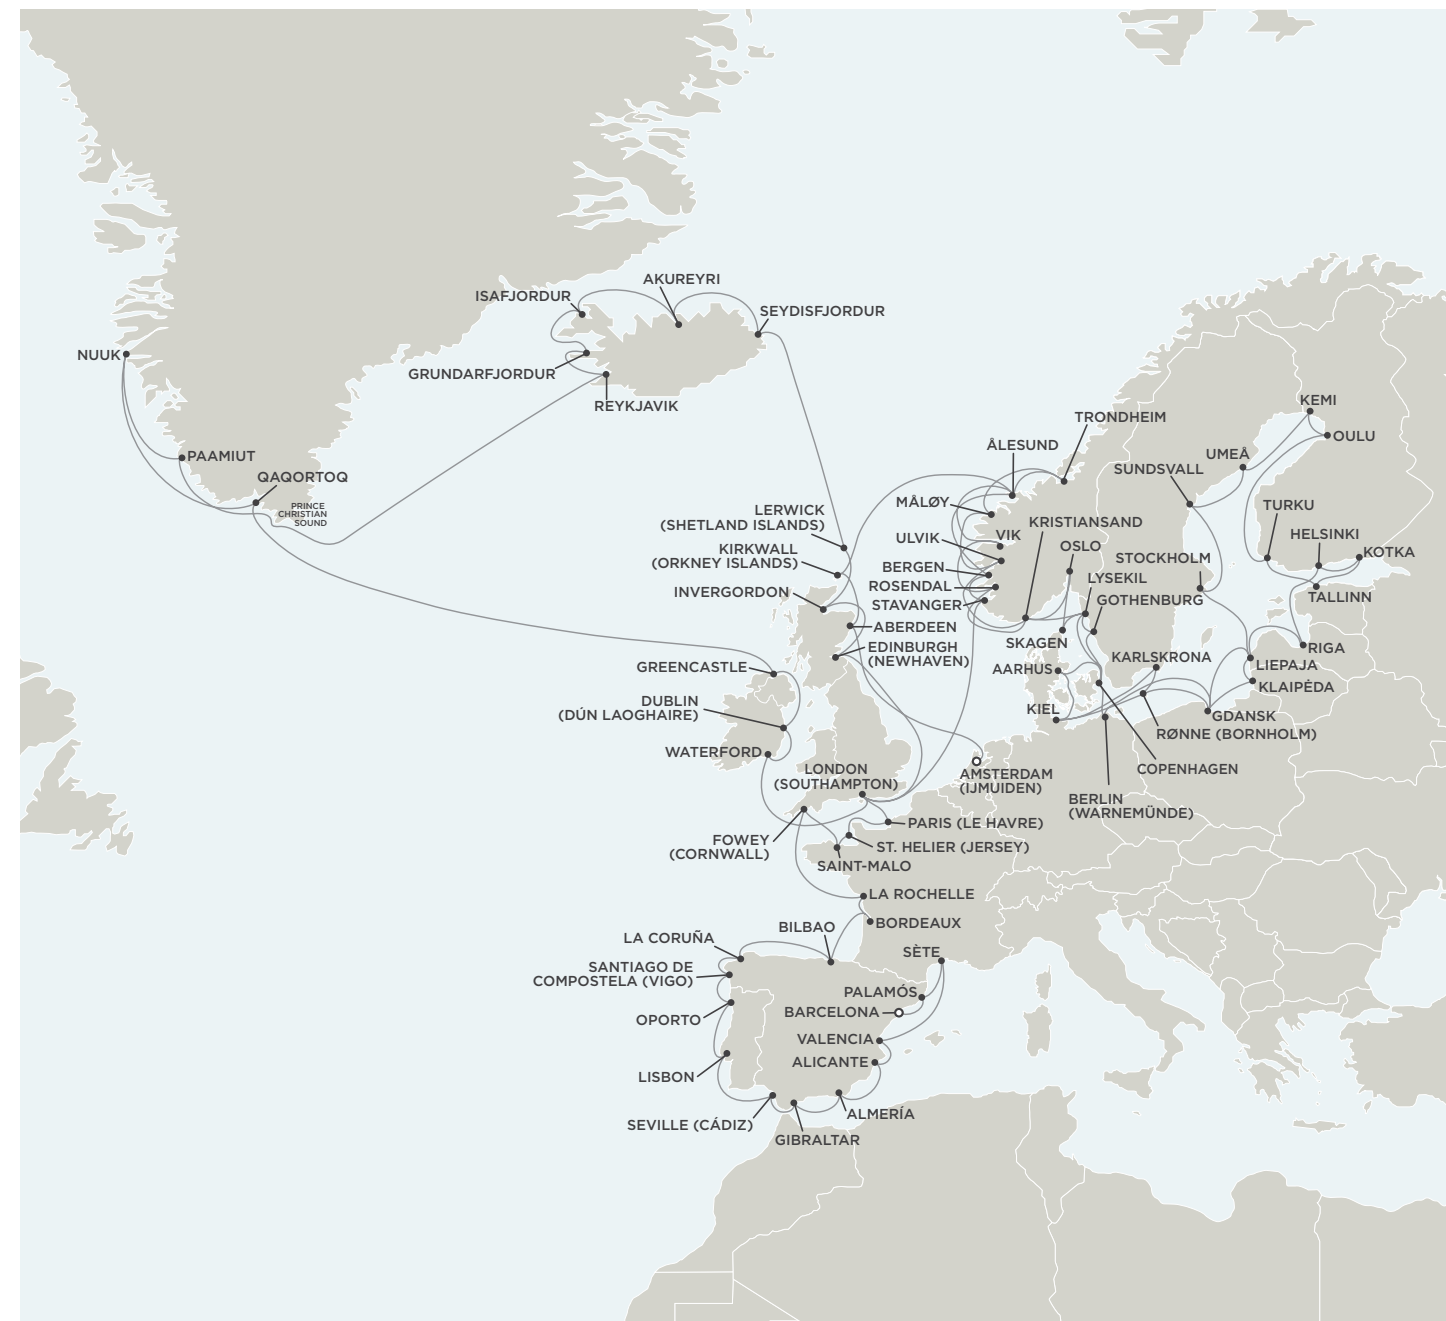 AKUREYRI
ISAFJORDUR
SEYDISFJORDUR
NUUK
GRUNDARFJORDUR
REYKJAVIK
KEMI
TRONDHEIM
OULU
ÅLESUND
PAAMIUT
UMEÅ
SUNDSVALL
QAQORTOQ
MÅLØY
PRINCE
CHRISTIAN
SOUND
LERWICK
(SHETLAND ISLANDS)
KRISTIANSAND
TURKU
VIK
ULVIK
HELSINKI
OSLO
KIRKWALL
(ORKNEY ISLANDS)
KOTKA
STOCKHOLM
BERGEN
LYSEKIL
ROSENDAL
INVERGORDON
TALLINN
GOTHENBURG
STAVANGER
ABERDEEN
SKAGEN
EDINBURGH
(NEWHAVEN)
RIGA
KARLSKRONA
LIEPAJA
GREENCASTLE
AARHUS
KLAIPĖDA
DUBLIN
(DÚN LAOGHAIRE)
KIEL
GDANSK
RØNNE (BORNHOLM)
WATERFORD
LONDON
(SOUTHAMPTON)
COPENHAGEN
AMSTERDAM
(IJMUIDEN)
BERLIN
(WARNEMÜNDE)
PARIS (LE HAVRE)
FOWEY
(CORNWALL)
ST. HELIER (JERSEY)
SAINT-MALO
LA ROCHELLE
BORDEAUX
BILBAO
LA CORUÑA
SÈTE
SANTIAGO DE
COMPOSTELA (VIGO)
PALAMÓS
BARCELONA
OPORTO
VALENCIA
ALICANTE
LISBON
ALMERÍA
SEVILLE (CÁDIZ)
GIBRALTAR